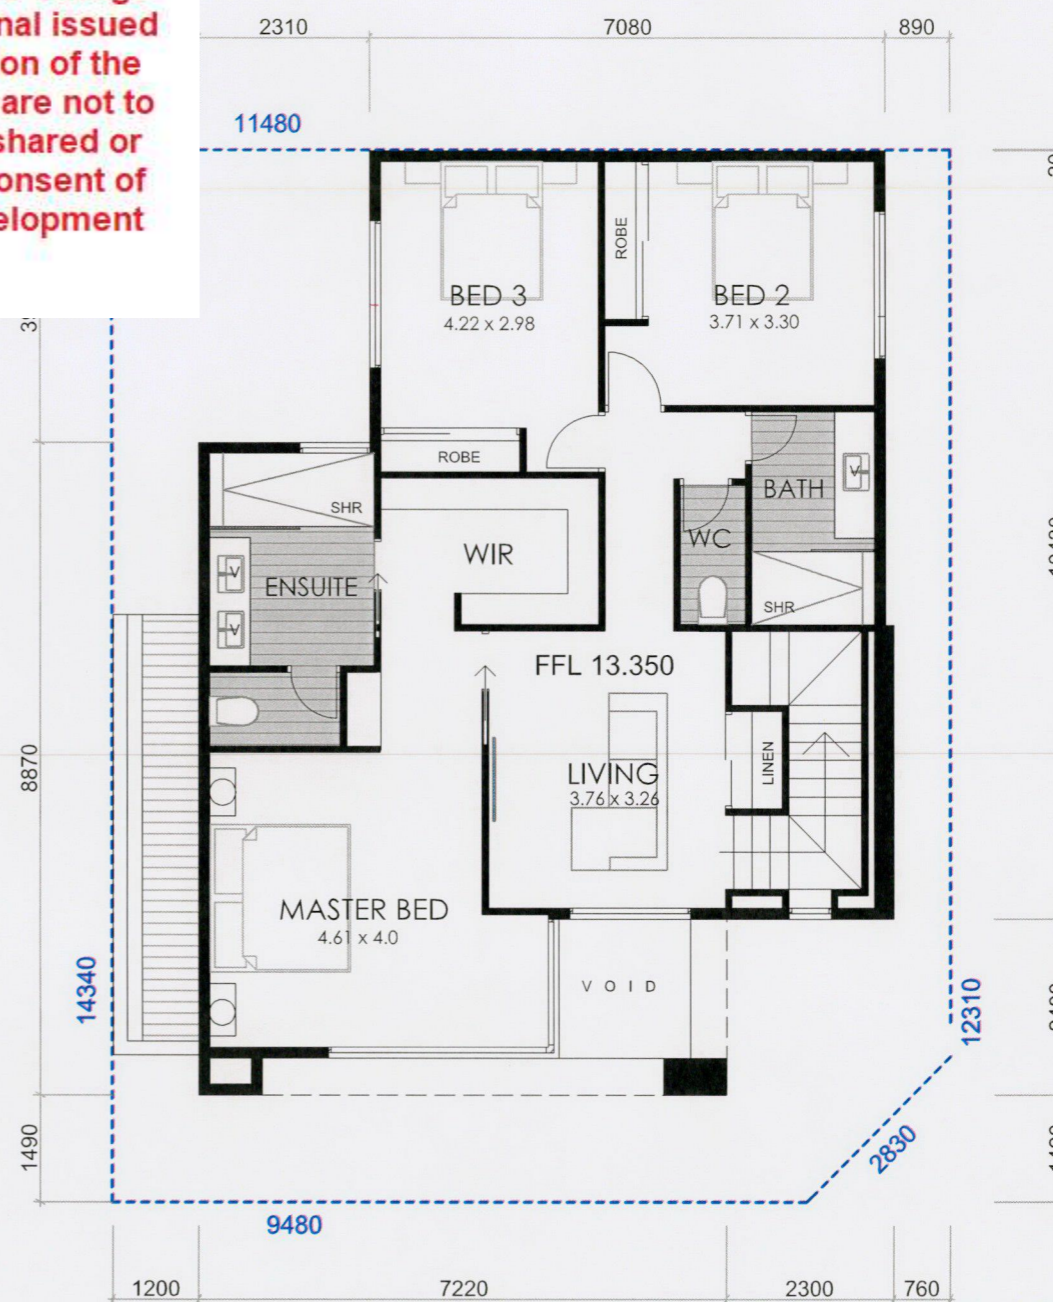 nal issued
on of the
are not to
shared or
onsent of
elopment
2310
7080
890
11480
BED 3
4.22 x 2.98
ROBE
BED 2
3.71 x 3.30
ROBE
SHR
WIR
BATH
WC
ENSUITE
SHR
FFL 13.350
LIVING
3.76 x 3.26
LINEN
8870
MASTER BED
4.61 x 4.0
V O I D
14340
12310
1490
2830
9480
1200
7220
2300
760